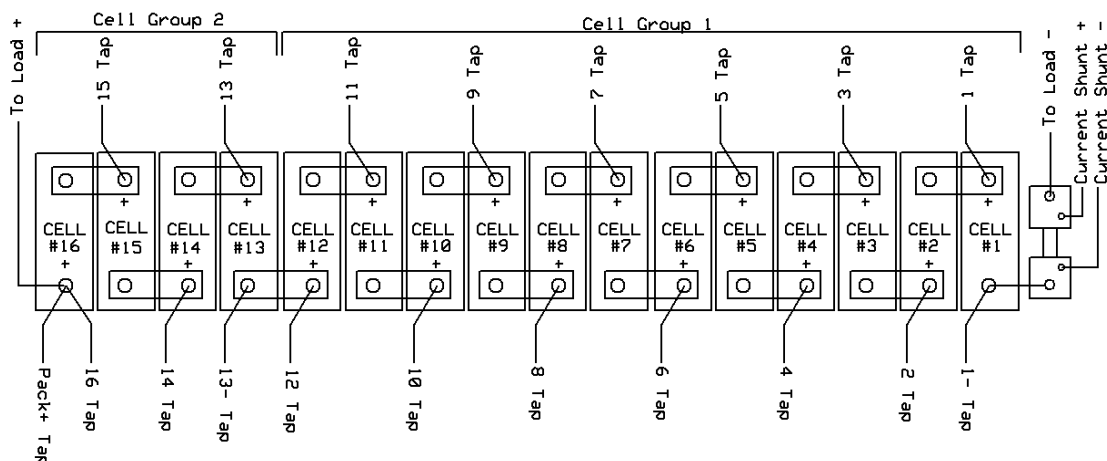 Cell Group 2
Cell Group 1
To Load +
15 Tap
13 Tap
11 Tap
9 Tap
7 Tap
5 Tap
3 Tap
1 Tap
To Load -
Current Shunt +
Current Shunt -
+
+
+
+
+
+
+
+
CELL #16
CELL #15
CELL #14
CELL #13
CELL #12
CELL #11
CELL #10
CELL #9
CELL #8
CELL #7
CELL #6
CELL #5
CELL #4
CELL #3
CELL #2
CELL #1
+
+
+
+
+
+
+
+
Pack+ Tap
16 Tap
14 Tap
13- Tap
12 Tap
10 Tap
8 Tap
6 Tap
4 Tap
2 Tap
1- Tap